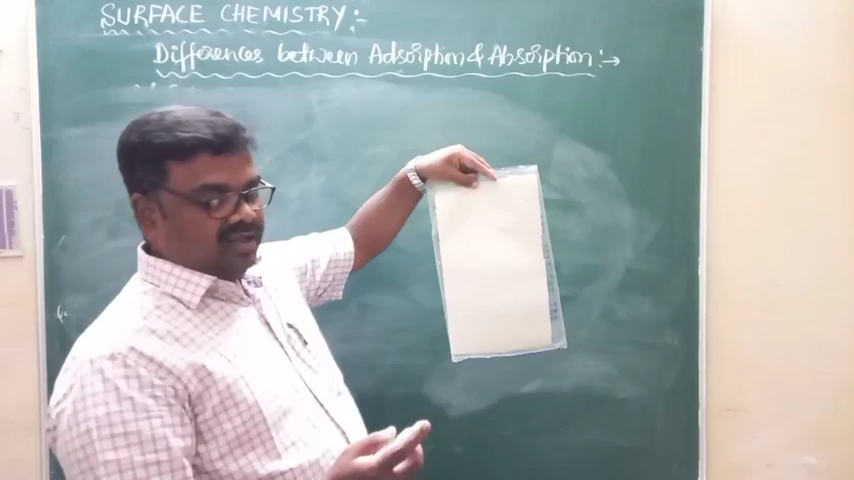 SURFACE CHEMISTRY :-
Differences between Adsorption & Absorption :→